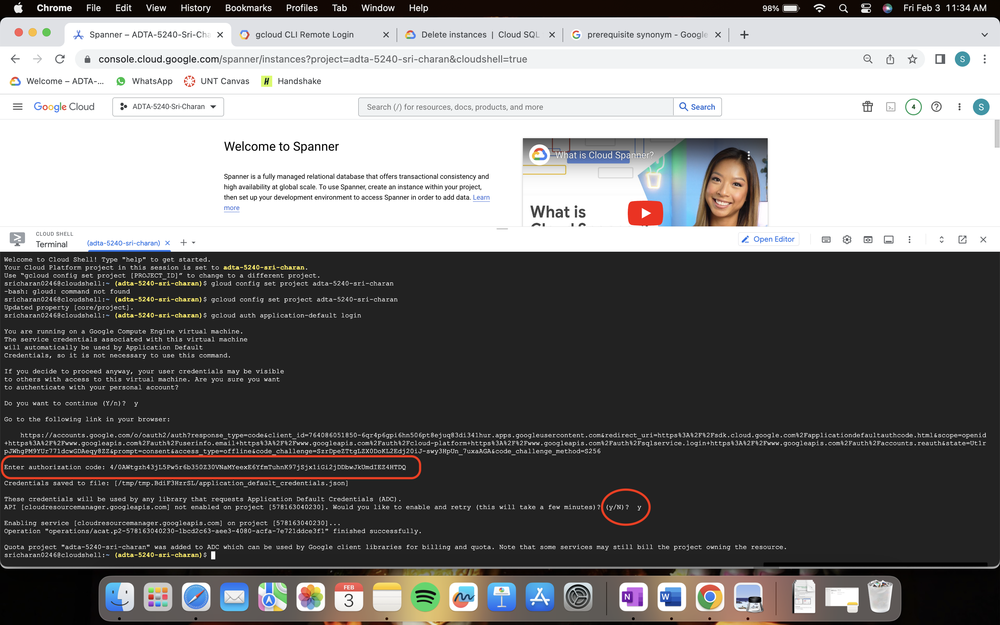 Chrome File Edit View History Bookmarks Profiles Tab Window Help 98% Fri Feb 3 11:34 AM
Spanner – ADTA-5240-Sri-Cha gcloud CLI Remote Login Delete instances | Cloud SQL prerequisite synonym - Google
console.cloud.google.com/spanner/instances?project=adta-5240-sri-charan&cloudshell=true S
Welcome – ADTA-... WhatsApp UNT Canvas H Handshake
Google Cloud ADTA-5240-Sri-Charan Search (/) for resources, docs, products, and more Search 4 S
Welcome to Spanner
Spanner is a fully managed relational database that offers transactional consistency and
high availability at global scale. To use Spanner, create an instance within your project,
then set up your development environment to access Spanner in order to add data. Learn
more
What is Cloud Spanner?
What is
CLOUD SHELL
Terminal (adta-5240-sri-charan) Open Editor
Welcome to Cloud Shell! Type "help" to get started.
Your Cloud Platform project in this session is set to adta-5240-sri-charan.
Use “gcloud config set project [PROJECT_ID]” to change to a different project.
sricharan0246@cloudshell:~ (adta-5240-sri-charan)$ gloud config set project adta-5240-sri-charan
-bash: gloud: command not found
sricharan0246@cloudshell:~ (adta-5240-sri-charan)$ gcloud config set project adta-5240-sri-charan
Updated property [core/project].
sricharan0246@cloudshell:~ (adta-5240-sri-charan)$ gcloud auth application-default login
You are running on a Google Compute Engine virtual machine.
The service credentials associated with this virtual machine
will automatically be used by Application Default
Credentials, so it is not necessary to use this command.
If you decide to proceed anyway, your user credentials may be visible
to others with access to this virtual machine. Are you sure you want
to authenticate with your personal account?
Do you want to continue (Y/n)?  y
Go to the following link in your browser:
https://accounts.google.com/o/oauth2/auth?response_type=code&client_id=764086051850-6qr4p6gpi6hn506pt8ejuq83di341hur.apps.googleusercontent.com&redirect_uri=https%3A%2F%2Fsdk.cloud.google.com%2Fapplicationdefaultauthcode.html&scope=openid
+https%3A%2F%2Fwww.googleapis.com%2Fauth%2Fuserinfo.email+https%3A%2F%2Fwww.googleapis.com%2Fauth%2Fcloud-platform+https%3A%2F%2Fwww.googleapis.com%2Fauth%2Fsqlservice.login+https%3A%2F%2Fwww.googleapis.com%2Fauth%2Faccounts.reauth&state=Ut1r
pJWhgPM9YUr771dcwGDAeqy8ZZ&prompt=consent&access_type=offline&code_challenge=SzrDpeZTtgLZX0DoKL2Edj20iJ-swy3HpUn_7uxaAGA&code_challenge_method=S256
Enter authorization code: 4/0AWtgzh43jL5Pw5r6b350Z30VNaMYeexE6YfmTuhnK97jSjx1iGi2jDDbwJkUmdIEZ4HTDQ
Credentials saved to file: [/tmp/tmp.BdiF3HzrSL/application_default_credentials.json]
These credentials will be used by any library that requests Application Default Credentials (ADC).
API [cloudresourcemanager.googleapis.com] not enabled on project [578163040230]. Would you like to enable and retry (this will take a few minutes)? (y/N)?  y
Enabling service [cloudresourcemanager.googleapis.com] on project [578163040230]...
Operation "operations/acat.p2-578163040230-1bcd2c63-aee3-4080-acfa-7e721ddce3f1" finished successfully.
Quota project "adta-5240-sri-charan" was added to ADC which can be used by Google client libraries for billing and quota. Note that some services may still bill the project owning the resource.
sricharan0246@cloudshell:~ (adta-5240-sri-charan)$
FEB
3
N W